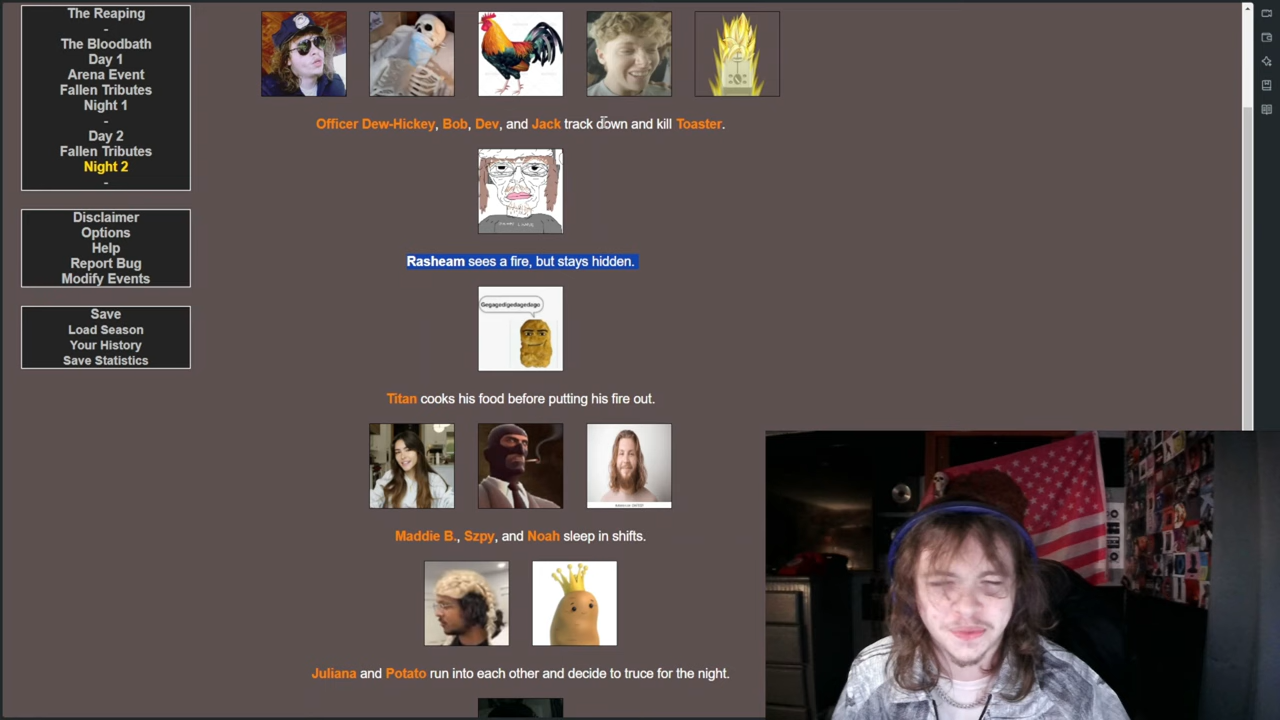 The Reaping
-
The Bloodbath
Day 1
Arena Event
Fallen Tributes
Night 1
-
Day 2
Fallen Tributes
Night 2
-
Disclaimer
Options
Help
Report Bug
Modify Events
Save
Load Season
Your History
Save Statistics
Officer Dew-Hickey, Bob, Dev, and Jack track down and kill Toaster.
Rasheam sees a fire, but stays hidden.
Gegagedigedagedago
Titan cooks his food before putting his fire out.
Maddie B., Szpy, and Noah sleep in shifts.
Juliana and Potato run into each other and decide to truce for the night.